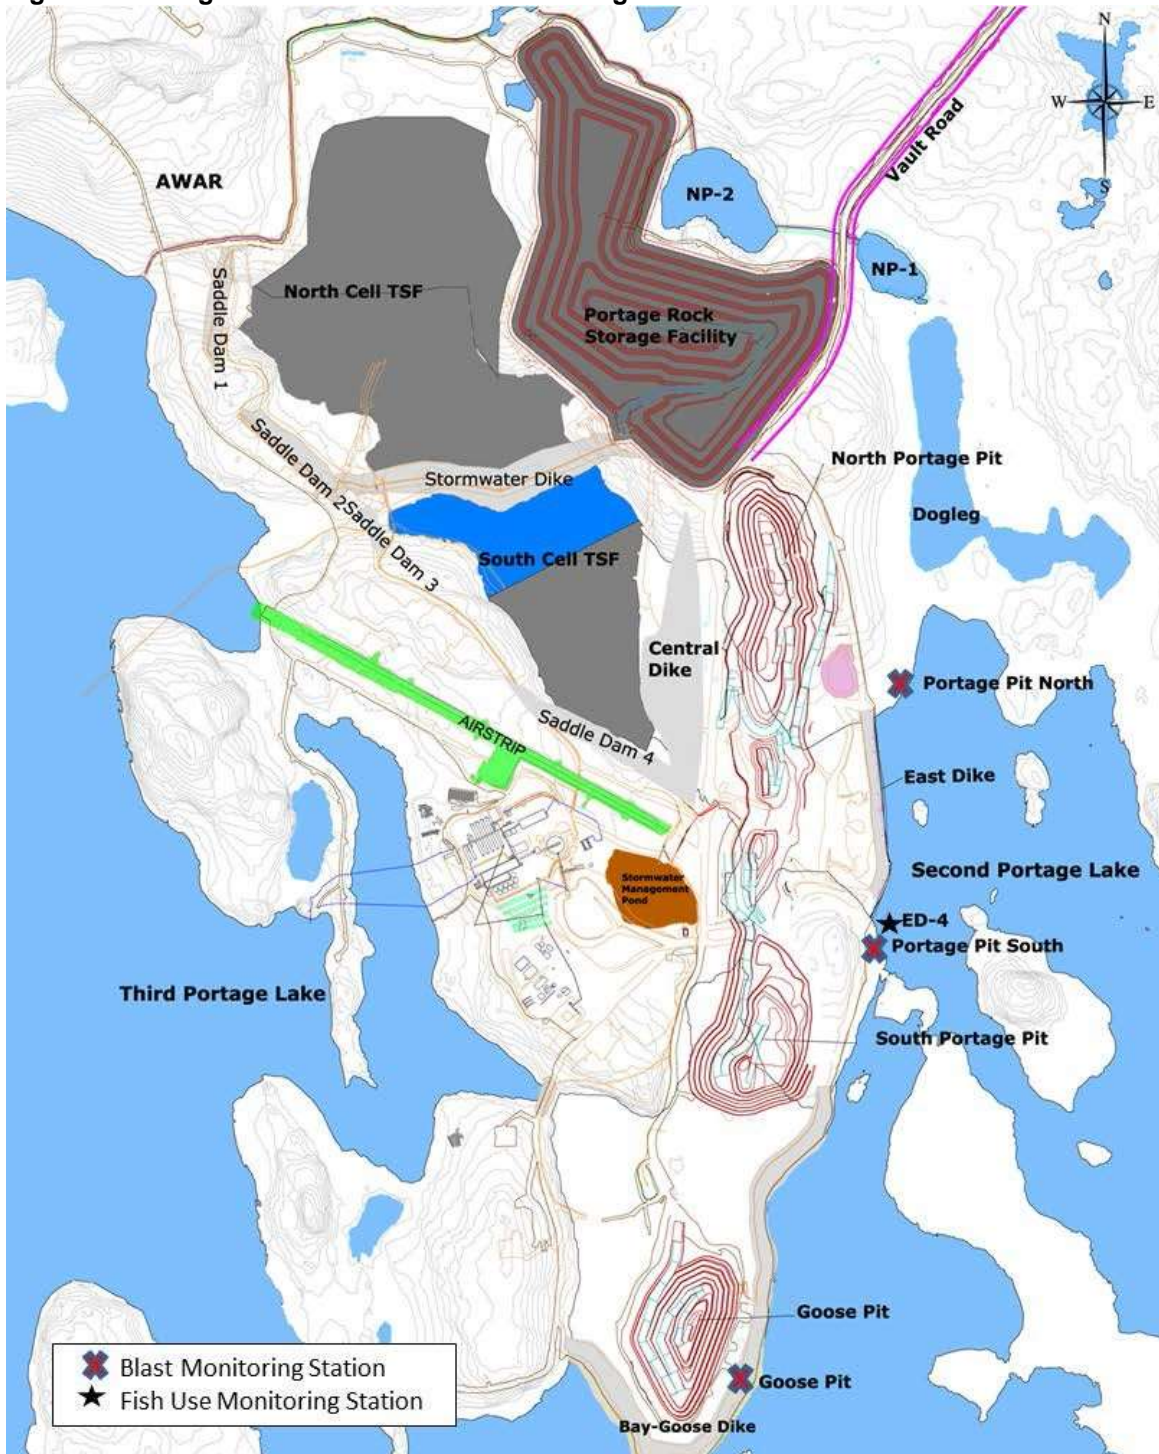 N
W
E
S
Vault Road
AWAR
NP-2
NP-1
North Cell TSF
Saddle Dam 1
Portage Rock
Storage Facility
Saddle Dam 2
Stormwater Dike
North Portage Pit
Dogleg
Saddle Dam 3
South Cell TSF
Central
Dike
Portage Pit North
Saddle Dam 4
AIRSTRIP
East Dike
Stormwater
Management
Pond
Second Portage Lake
ED-4
Portage Pit South
Third Portage Lake
South Portage Pit
Goose Pit
Goose Pit
Bay-Goose Dike
Blast Monitoring Station
Fish Use Monitoring Station